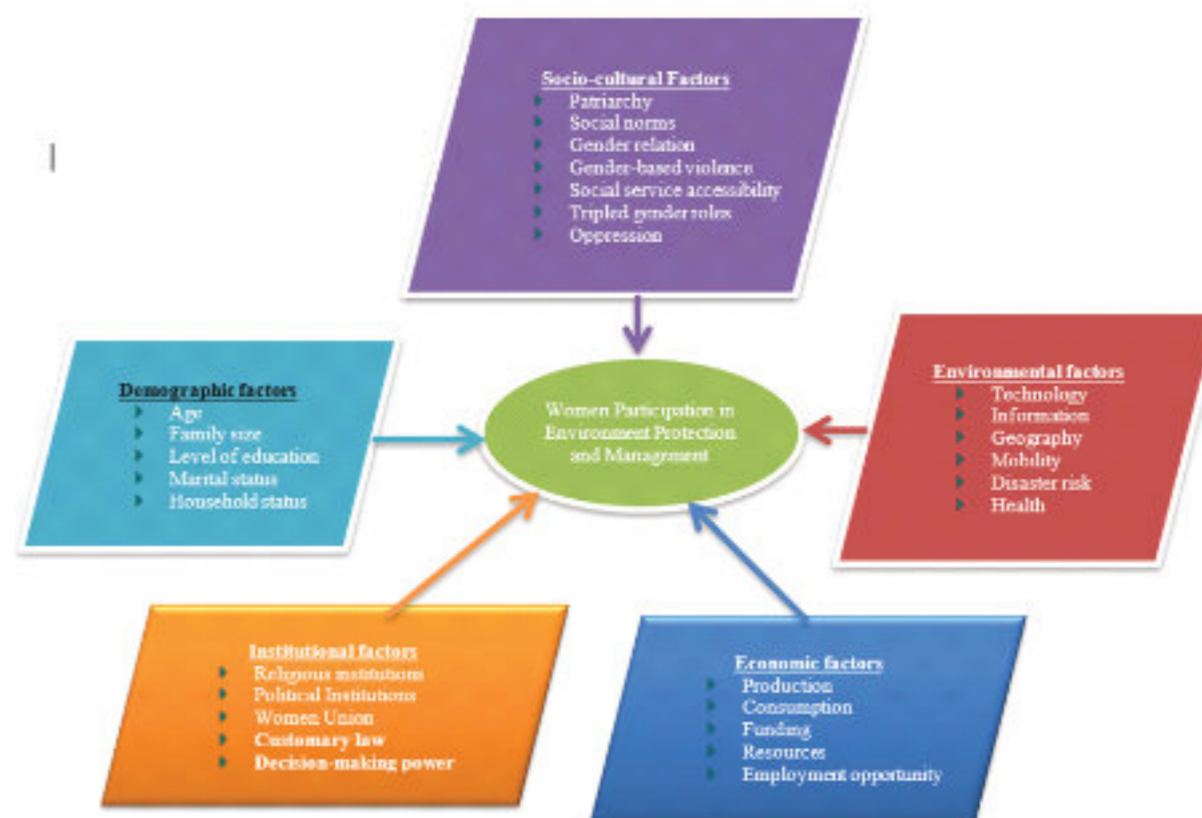 Socio-cultural Factors
Patriarchy
Social norms
Gender relation
Gender-based violence
Social service accessibility
Tripled gender roles
Oppression
Demographic factors
Age
Family size
Level of education
Marital status
Household status
Women Participation in
Environment Protection
and Management
Environmental factors
Technology
Information
Geography
Mobility
Disaster risk
Health
Institutional factors
Religious institutions
Political Institutions
Women Union
Customary law
Decision-making power
Economic factors
Production
Consumption
Funding
Resources
Employment opportunity